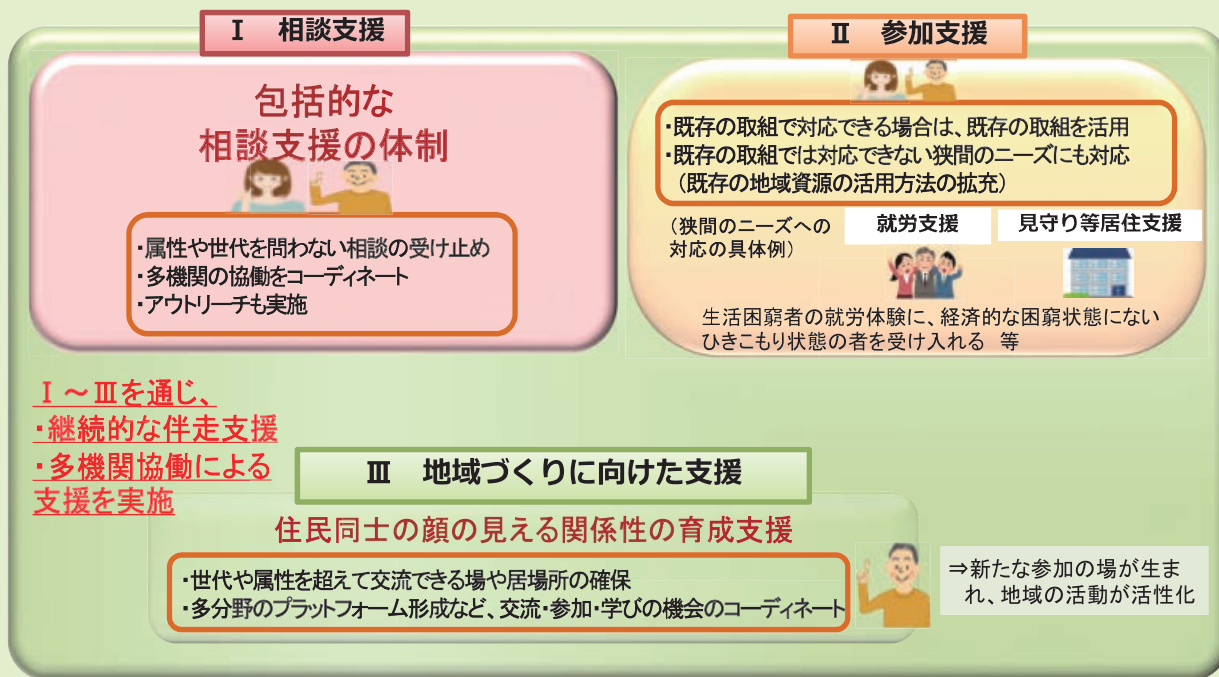 Ⅰ 相談支援
包括的な
相談支援の体制
・属性や世代を問わない相談の受け止め
・多機関の協働をコーディネート
・アウトリーチも実施
Ⅱ 参加支援
・既存の取組で対応できる場合は、既存の取組を活用
・既存の取組では対応できない狭間のニーズにも対応
（既存の地域資源の活用方法の拡充）
（狭間のニーズへの
対応の具体例）
就労支援
見守り等居住支援
生活困窮者の就労体験に、経済的な困窮状態にない
ひきこもり状態の者を受け入れる 等
Ⅰ～Ⅲを通じ、
・継続的な伴走支援
・多機関協働による
支援を実施
Ⅲ 地域づくりに向けた支援
住民同士の顔の見える関係性の育成支援
・世代や属性を超えて交流できる場や居場所の確保
・多分野のプラットフォーム形成など、交流・参加・学びの機会のコーディネート
⇒新たな参加の場が生ま
れ、地域の活動が活性化